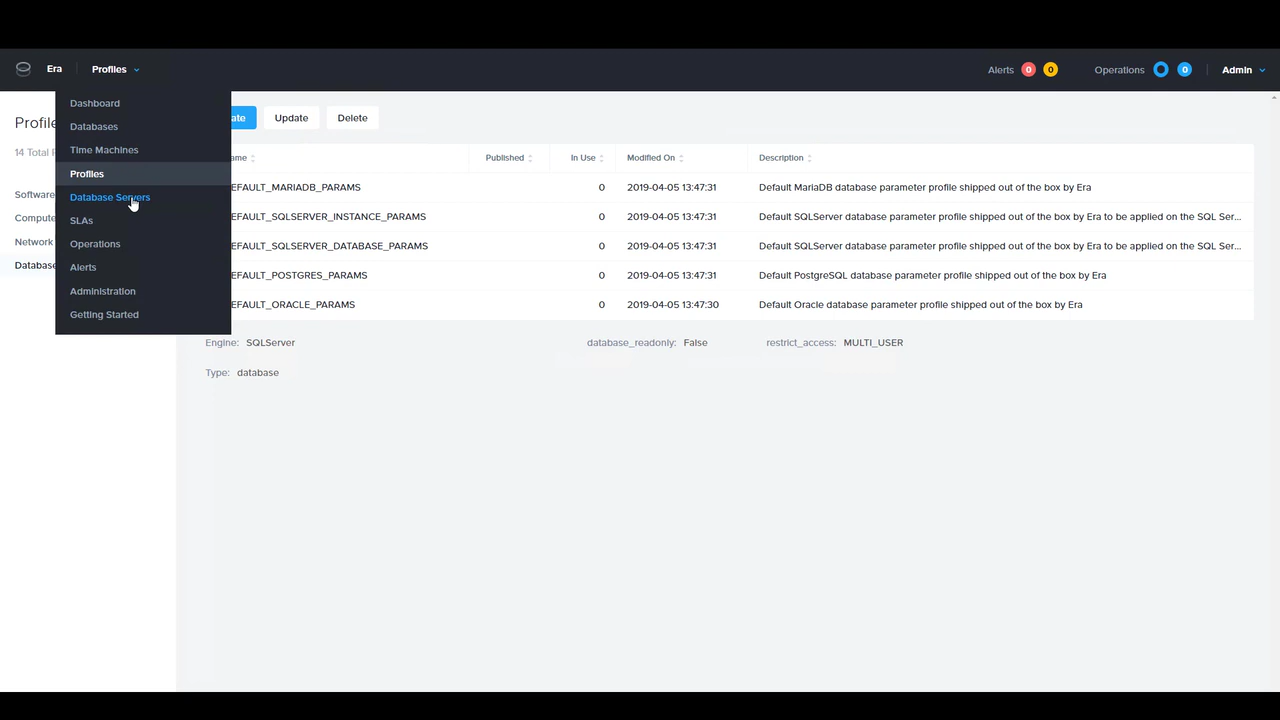 Era Profiles Alerts 0 0 Operations 0 Admin
Dashboard
Databases
Time Machines
Profiles
Database Servers
SLAs
Operations
Alerts
Administration
Getting Started
Profile
14 Total P
Software
Compute
Network
Database
ate Update Delete
ame Published In Use Modified On Description
EFAULT_MARIADB_PARAMS 0 2019-04-05 13:47:31 Default MariaDB database parameter profile shipped out of the box by Era
EFAULT_SQLSERVER_INSTANCE_PARAMS 0 2019-04-05 13:47:31 Default SQLServer database parameter profile shipped out of the box by Era to be applied on the SQL Ser...
EFAULT_SQLSERVER_DATABASE_PARAMS 0 2019-04-05 13:47:31 Default SQLServer database parameter profile shipped out of the box by Era to be applied on the SQL Ser...
EFAULT_POSTGRES_PARAMS 0 2019-04-05 13:47:31 Default PostgreSQL database parameter profile shipped out of the box by Era
EFAULT_ORACLE_PARAMS 0 2019-04-05 13:47:30 Default Oracle database parameter profile shipped out of the box by Era
Engine: SQLServer database_readonly: False restrict_access: MULTI_USER
Type: database